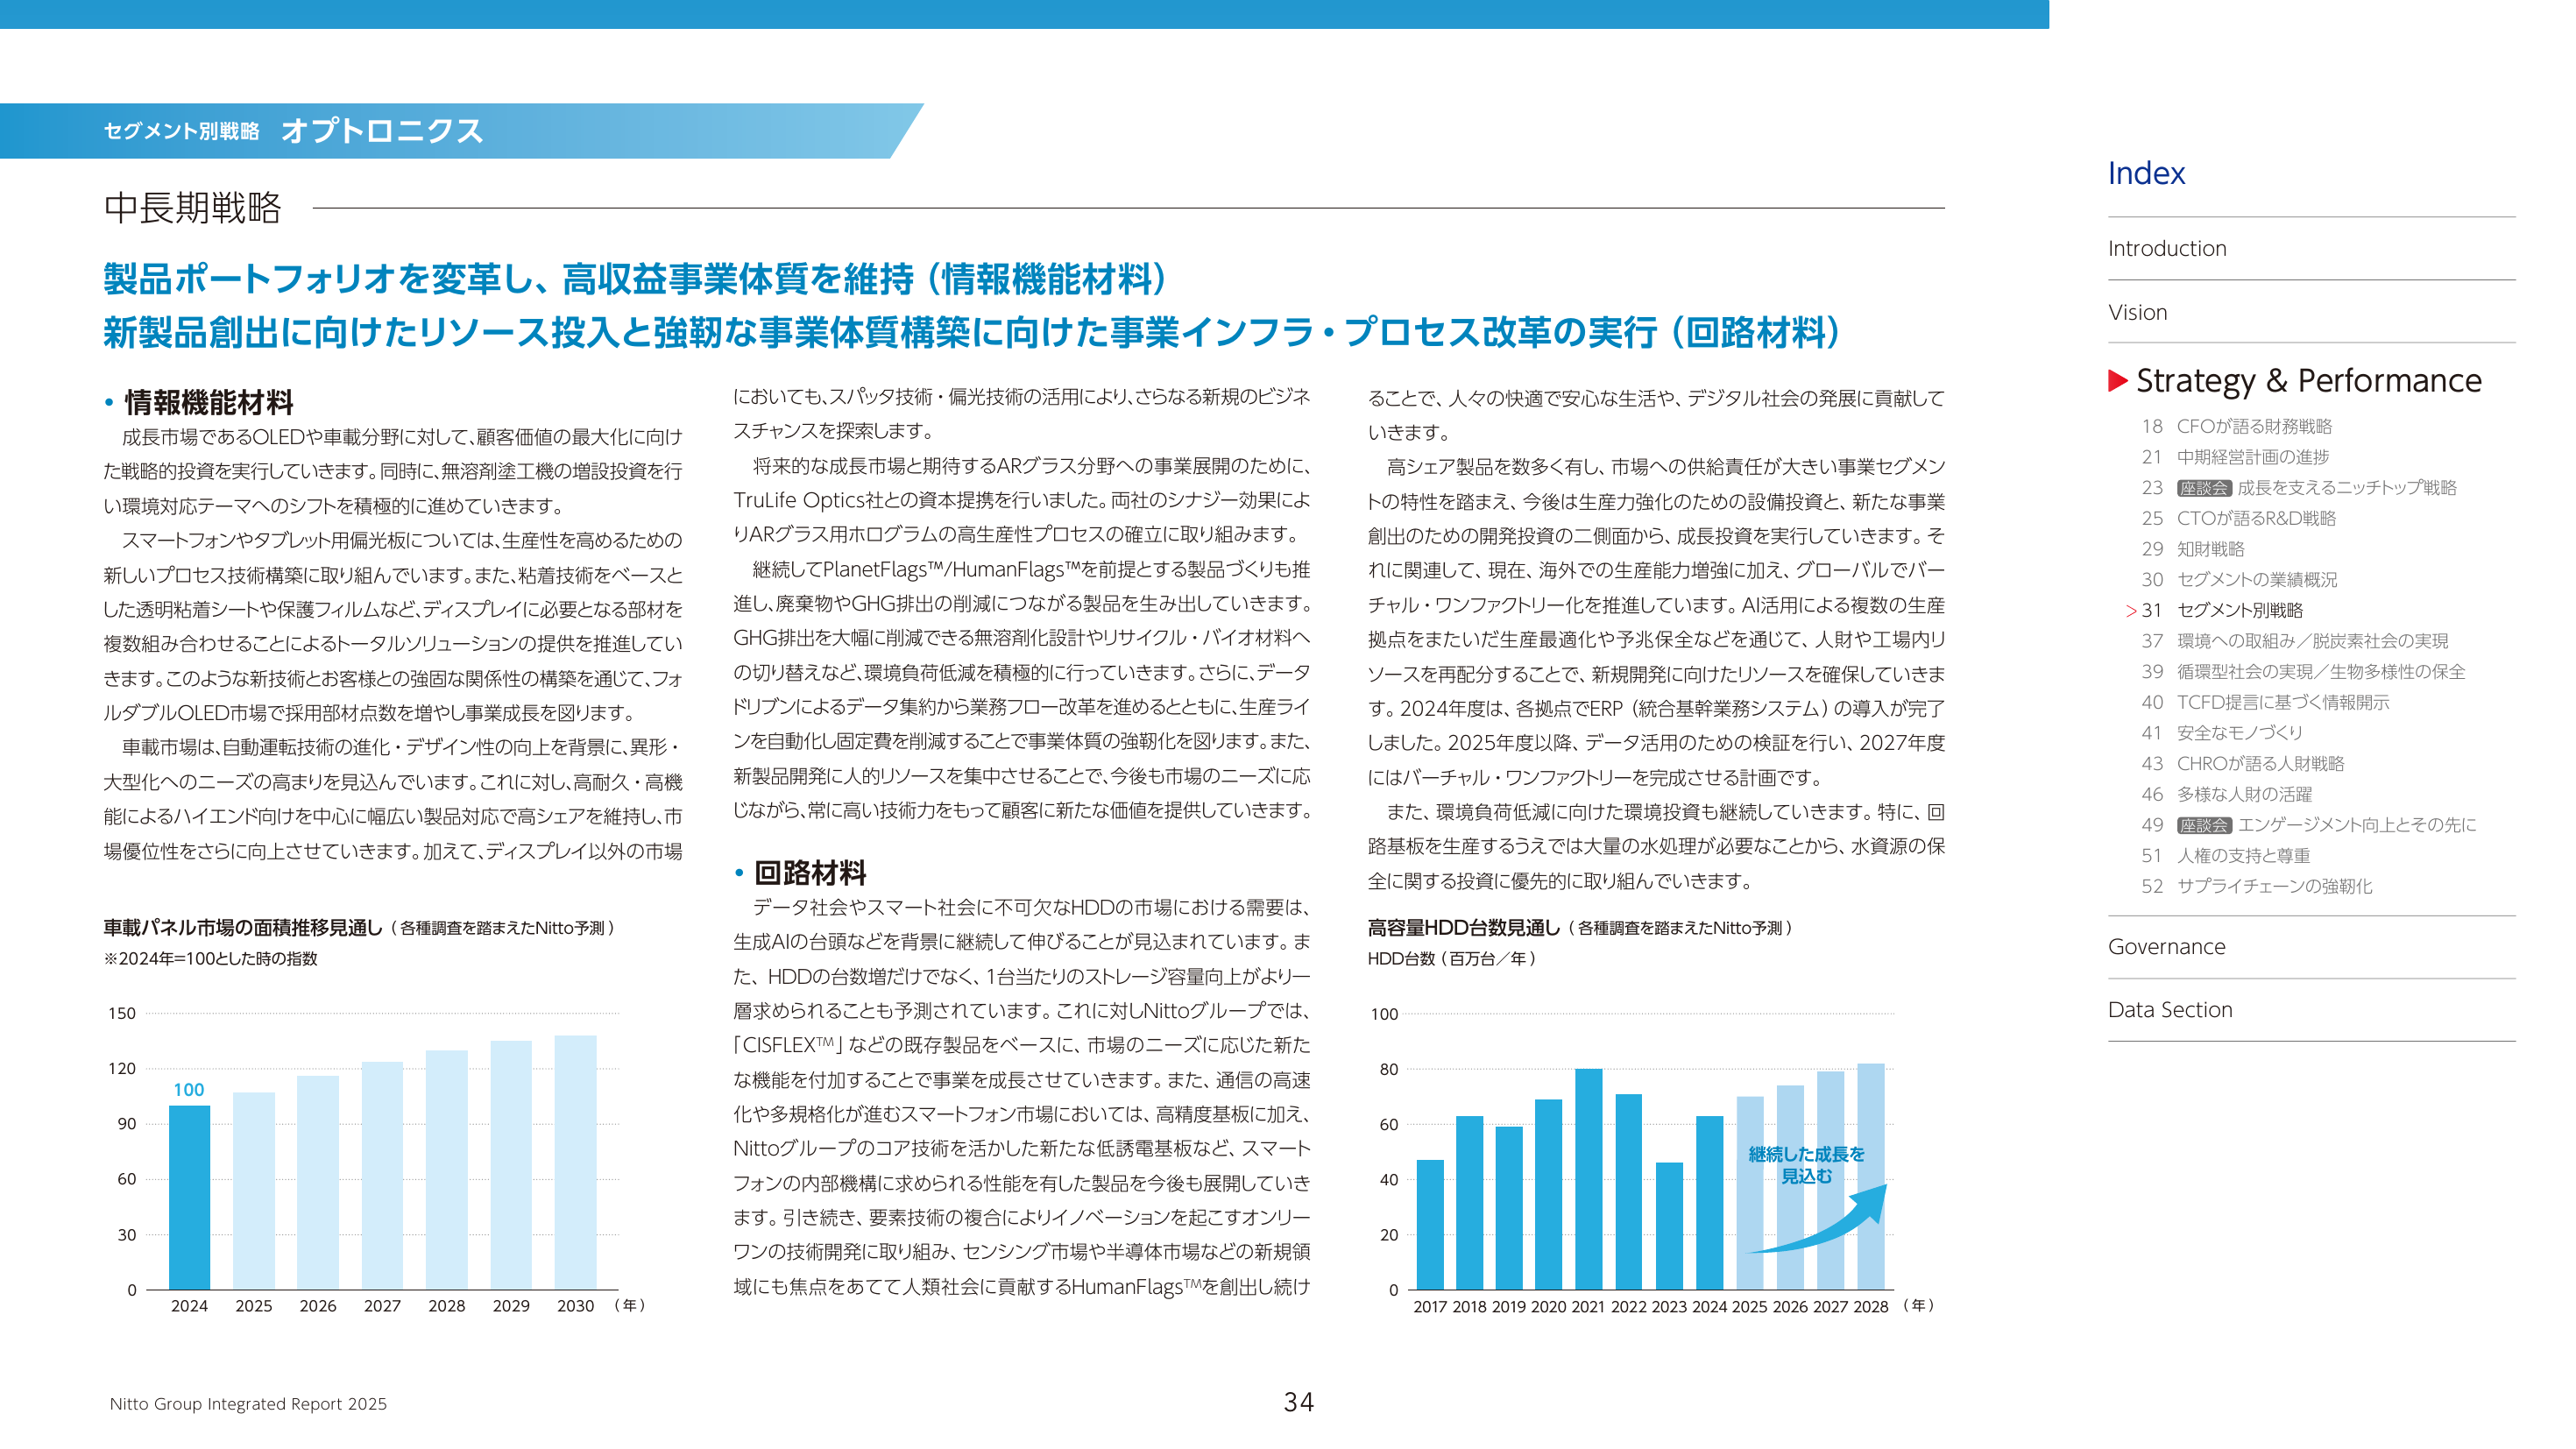 セグメント別戦略 オプトロニクス
中長期戦略
製品ポートフォリオを変革し、高収益事業体質を維持（情報機能材料）
新製品創出に向けたリソース投入と強靭な事業体質構築に向けた事業インフラ・プロセス改革の実行（回路材料）
・情報機能材料
成長市場であるOLEDや車載分野に対して、顧客価値の最大化に向け
た戦略的投資を実行していきます。同時に、無溶剤塗工機の増設投資を行
い環境対応テーマへのシフトを積極的に進めていきます。
スマートフォンやタブレット用偏光板については、生産性を高めるための
新しいプロセス技術構築に取り組んでいます。また、粘着技術をベースと
した透明粘着シートや保護フィルムなど、ディスプレイに必要となる部材を
複数組み合わせることによるトータルソリューションの提供を推進してい
きます。このような新技術とお客様との強固な関係性の構築を通じて、フォ
ルダブルOLED市場で採用部材点数を増やし事業成長を図ります。
車載市場は、自動運転技術の進化・デザイン性の向上を背景に、異形・
大型化へのニーズの高まりを見込んでいます。これに対し、高耐久・高機
能によるハイエンド向けを中心に幅広い製品対応で高シェアを維持し、市
場優位性をさらに向上させていきます。加えて、ディスプレイ以外の市場
車載パネル市場の面積推移見通し（各種調査を踏まえたNitto予測）
※2024年=100とした時の指数
150
120
90
60
30
0
100
2024 2025 2026 2027 2028 2029 2030 （年）
においても、スパッタ技術・偏光技術の活用により、さらなる新規のビジネ
スチャンスを探索します。
将来的な成長市場と期待するARグラス分野への事業展開のために、
TruLife Optics社との資本提携を行いました。両社のシナジー効果によ
りARグラス用ホログラムの高生産性プロセスの確立に取り組みます。
継続してPlanetFlags™/HumanFlags™を前提とする製品づくりも推
進し、廃棄物やGHG排出の削減につながる製品を生み出していきます。
GHG排出を大幅に削減できる無溶剤化設計やリサイクル・バイオ材料へ
の切り替えなど、環境負荷低減を積極的に行っていきます。さらに、データ
ドリブンによるデータ集約から業務フロー改革を進めるとともに、生産ライ
ンを自動化し固定費を削減することで事業体質の強靭化を図ります。また、
新製品開発に人的リソースを集中させることで、今後も市場のニーズに応
じながら、常に高い技術力をもって顧客に新たな価値を提供していきます。
・回路材料
データ社会やスマート社会に不可欠なHDDの市場における需要は、
生成AIの台頭などを背景に継続して伸びることが見込まれています。ま
た、HDDの台数増だけでなく、1台当たりのストレージ容量向上がより一
層求められることも予測されています。これに対しNittoグループでは、
「CISFLEX™」などの既存製品をベースに、市場のニーズに応じた新た
な機能を付加することで事業を成長させていきます。また、通信の高速
化や多規格化が進むスマートフォン市場においては、高精度基板に加え、
Nittoグループのコア技術を活かした新たな低誘電基板など、スマート
フォンの内部機構に求められる性能を有した製品を今後も展開していき
ます。引き続き、要素技術の複合によりイノベーションを起こすオンリー
ワンの技術開発に取り組み、センシング市場や半導体市場などの新規領
域にも焦点をあてて人類社会に貢献するHumanFlags™を創出し続け
ることで、人々の快適で安心な生活や、デジタル社会の発展に貢献して
いきます。
高シェア製品を数多く有し、市場への供給責任が大きい事業セグメン
トの特性を踏まえ、今後は生産力強化のための設備投資と、新たな事業
創出のための開発投資の二側面から、成長投資を実行していきます。そ
れに関連して、現在、海外での生産能力増強に加え、グローバルでバー
チャル・ワンファクトリー化を推進しています。AI活用による複数の生産
拠点をまたいだ生産最適化や予兆保全などを通じて、人財や工場内リ
ソースを再配分することで、新規開発に向けたリソースを確保していきま
す。2024年度は、各拠点でERP（統合基幹業務システム）の導入が完了
しました。2025年度以降、データ活用のための検証を行い、2027年度
にはバーチャル・ワンファクトリーを完成させる計画です。
また、環境負荷低減に向けた環境投資も継続していきます。特に、回
路基板を生産するうえでは大量の水処理が必要なことから、水資源の保
全に関する投資に優先的に取り組んでいきます。
高容量HDD台数見通し（各種調査を踏まえたNitto予測）
HDD台数（百万台／年）
100
80
60
40
20
0
継続した成長を
見込む
2017 2018 2019 2020 2021 2022 2023 2024 2025 2026 2027 2028 （年）
Index
Introduction
Vision
Strategy & Performance
18 CFOが語る財務戦略
21 中期経営計画の進捗
23 座談会 成長を支えるニッチトップ戦略
25 CTOが語るR&D戦略
29 知財戦略
30 セグメントの業績概況
> 31 セグメント別戦略
37 環境への取組み／脱炭素社会の実現
39 循環型社会の実現／生物多様性の保全
40 TCFD提言に基づく情報開示
41 安全なモノづくり
43 CHROが語る人財戦略
46 多様な人財の活躍
49 座談会 エンゲージメント向上とその先に
51 人権の支持と尊重
52 サプライチェーンの強靭化
Governance
Data Section
Nitto Group Integrated Report 2025
34